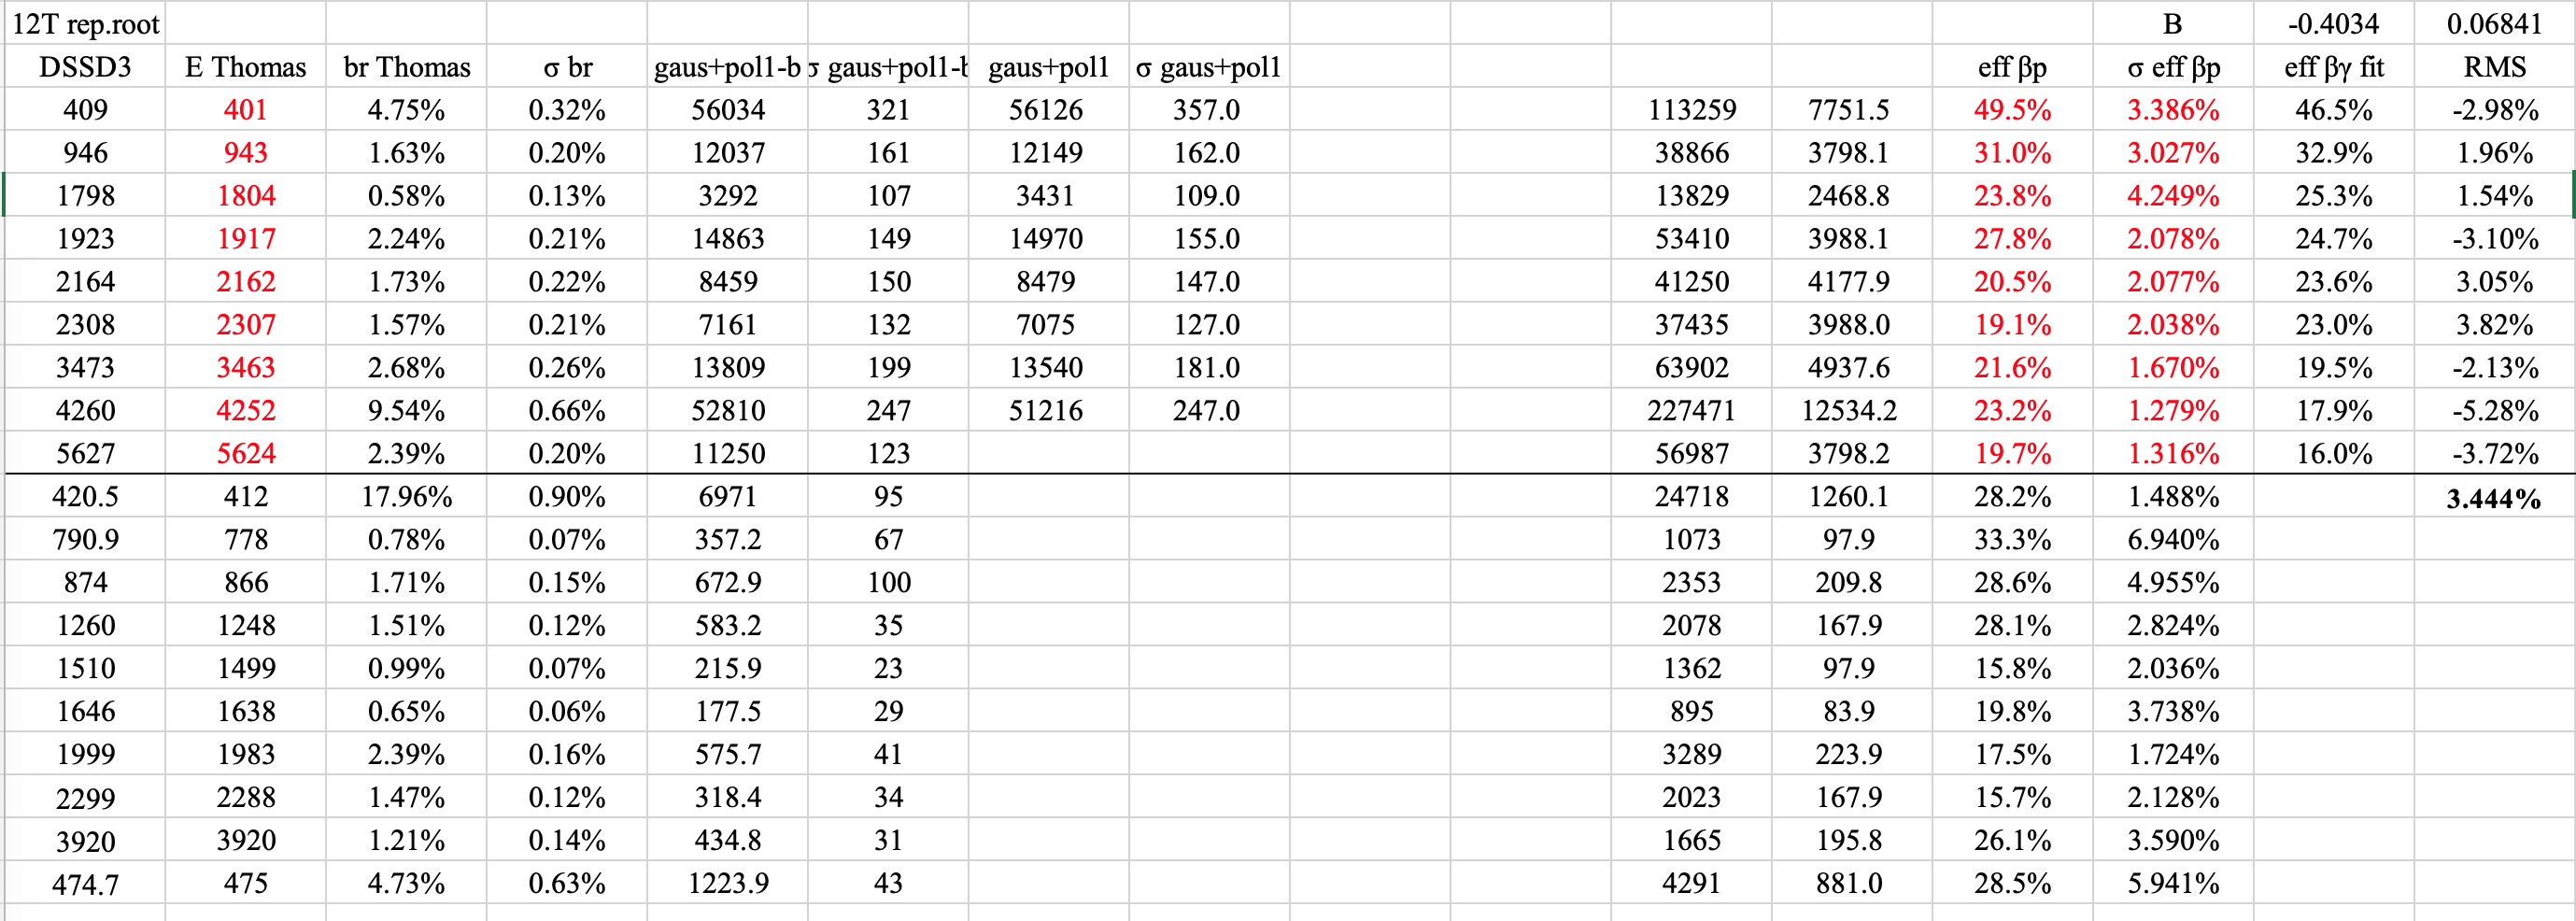 12T rep.root B -0.4034 0.06841
DSSD3 E Thomas br Thomas σ br gaus+pol1-b σ gaus+pol1-b gaus+pol1 σ gaus+pol1 eff βp σ eff βp eff βγ fit RMS
409 401 4.75% 0.32% 56034 321 56126 357.0 113259 7751.5 49.5% 3.386% 46.5% -2.98%
946 943 1.63% 0.20% 12037 161 12149 162.0 38866 3798.1 31.0% 3.027% 32.9% 1.96%
1798 1804 0.58% 0.13% 3292 107 3431 109.0 13829 2468.8 23.8% 4.249% 25.3% 1.54%
1923 1917 2.24% 0.21% 14863 149 14970 155.0 53410 3988.1 27.8% 2.078% 24.7% -3.10%
2164 2162 1.73% 0.22% 8459 150 8479 147.0 41250 4177.9 20.5% 2.077% 23.6% 3.05%
2308 2307 1.57% 0.21% 7161 132 7075 127.0 37435 3988.0 19.1% 2.038% 23.0% 3.82%
3473 3463 2.68% 0.26% 13809 199 13540 181.0 63902 4937.6 21.6% 1.670% 19.5% -2.13%
4260 4252 9.54% 0.66% 52810 247 51216 247.0 227471 12534.2 23.2% 1.279% 17.9% -5.28%
5627 5624 2.39% 0.20% 11250 123 56987 3798.2 19.7% 1.316% 16.0% -3.72%
420.5 412 17.96% 0.90% 6971 95 24718 1260.1 28.2% 1.488% 3.444%
790.9 778 0.78% 0.07% 357.2 67 1073 97.9 33.3% 6.940%
874 866 1.71% 0.15% 672.9 100 2353 209.8 28.6% 4.955%
1260 1248 1.51% 0.12% 583.2 35 2078 167.9 28.1% 2.824%
1510 1499 0.99% 0.07% 215.9 23 1362 97.9 15.8% 2.036%
1646 1638 0.65% 0.06% 177.5 29 895 83.9 19.8% 3.738%
1999 1983 2.39% 0.16% 575.7 41 3289 223.9 17.5% 1.724%
2299 2288 1.47% 0.12% 318.4 34 2023 167.9 15.7% 2.128%
3920 3920 1.21% 0.14% 434.8 31 1665 195.8 26.1% 3.590%
474.7 475 4.73% 0.63% 1223.9 43 4291 881.0 28.5% 5.941%